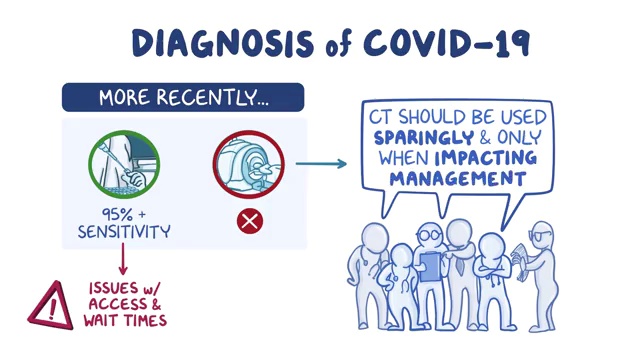 DIAGNOSIS of COVID-19
MORE RECENTLY...
95% +
SENSITIVITY
ISSUES w/
ACCESS &
WAIT TIMES
CT SHOULD BE USED
SPARINGLY & ONLY
WHEN IMPACTING
MANAGEMENT